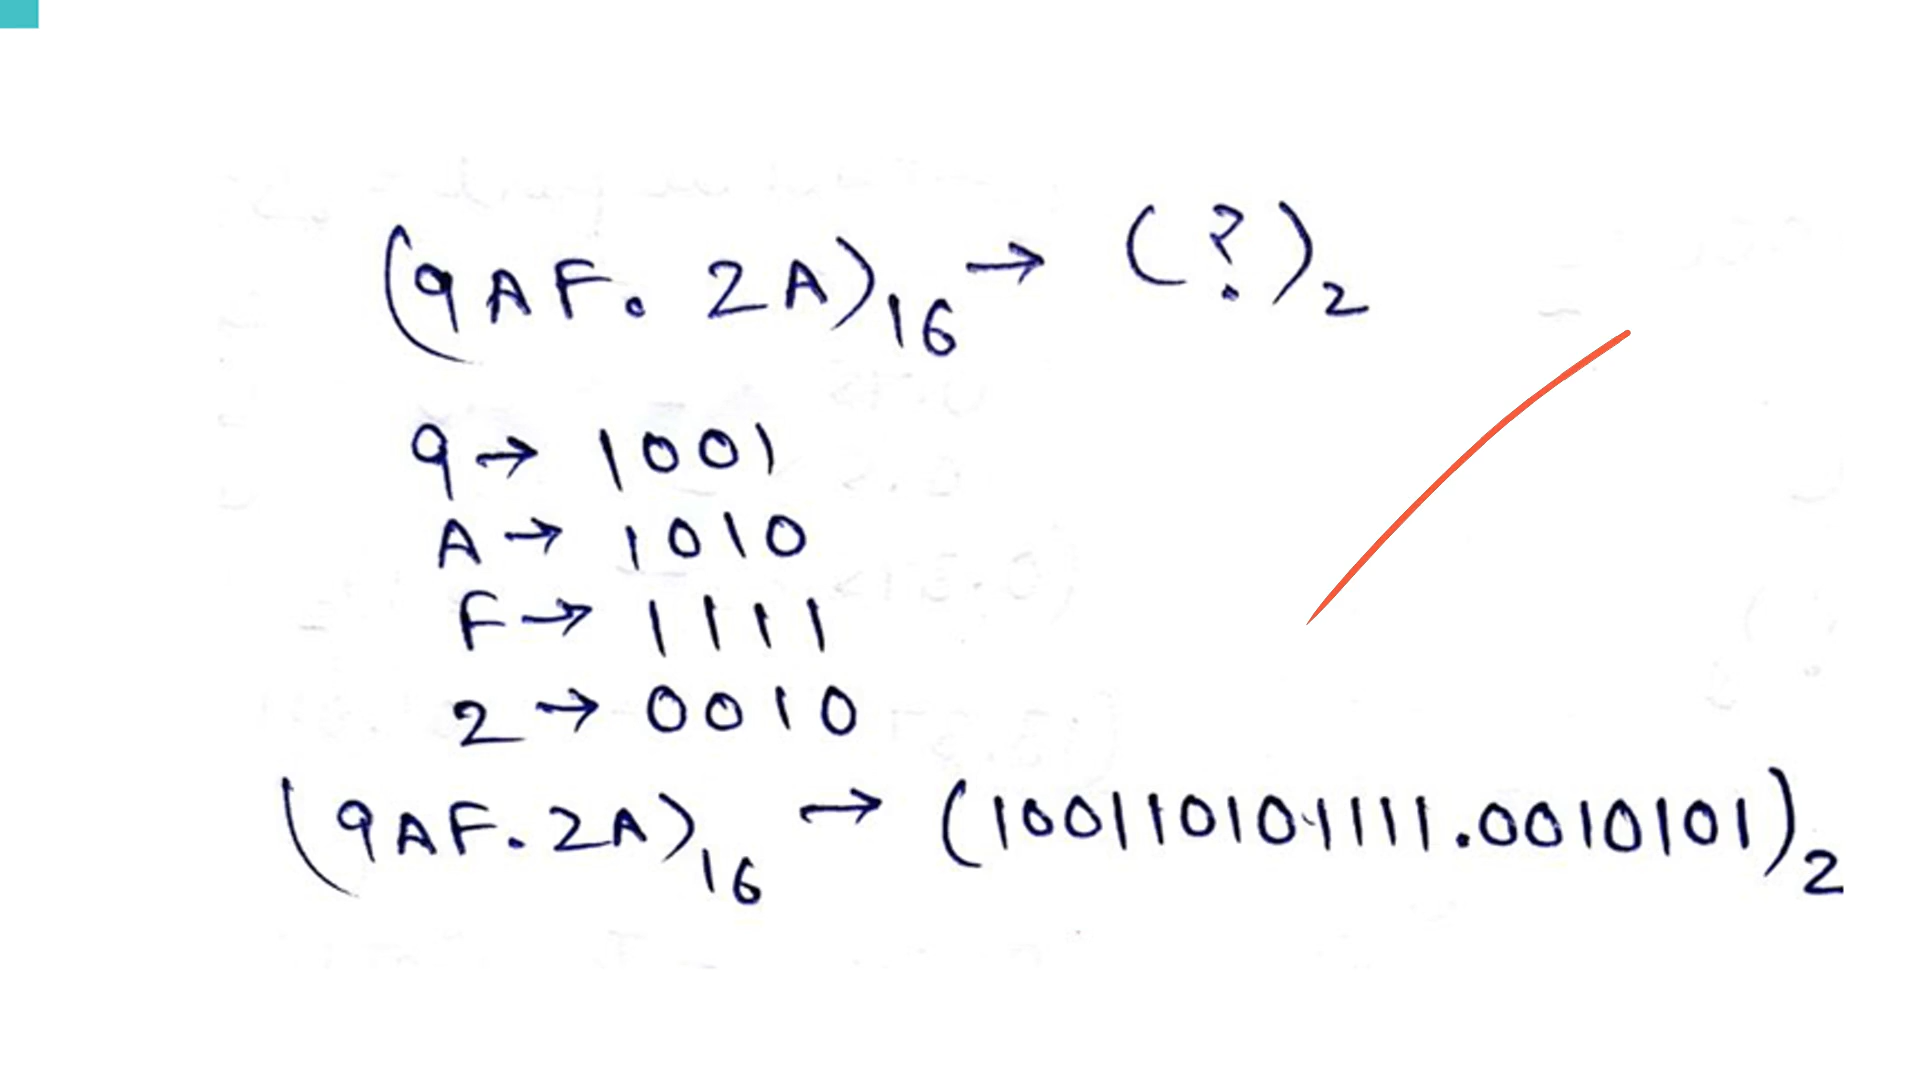 (9AF. 2A)₁₆ → (?)₂
9 → 1001
A → 1010
F → 1111
2 → 0010
(9AF.2A)₁₆ → (100110101111.0010101)₂